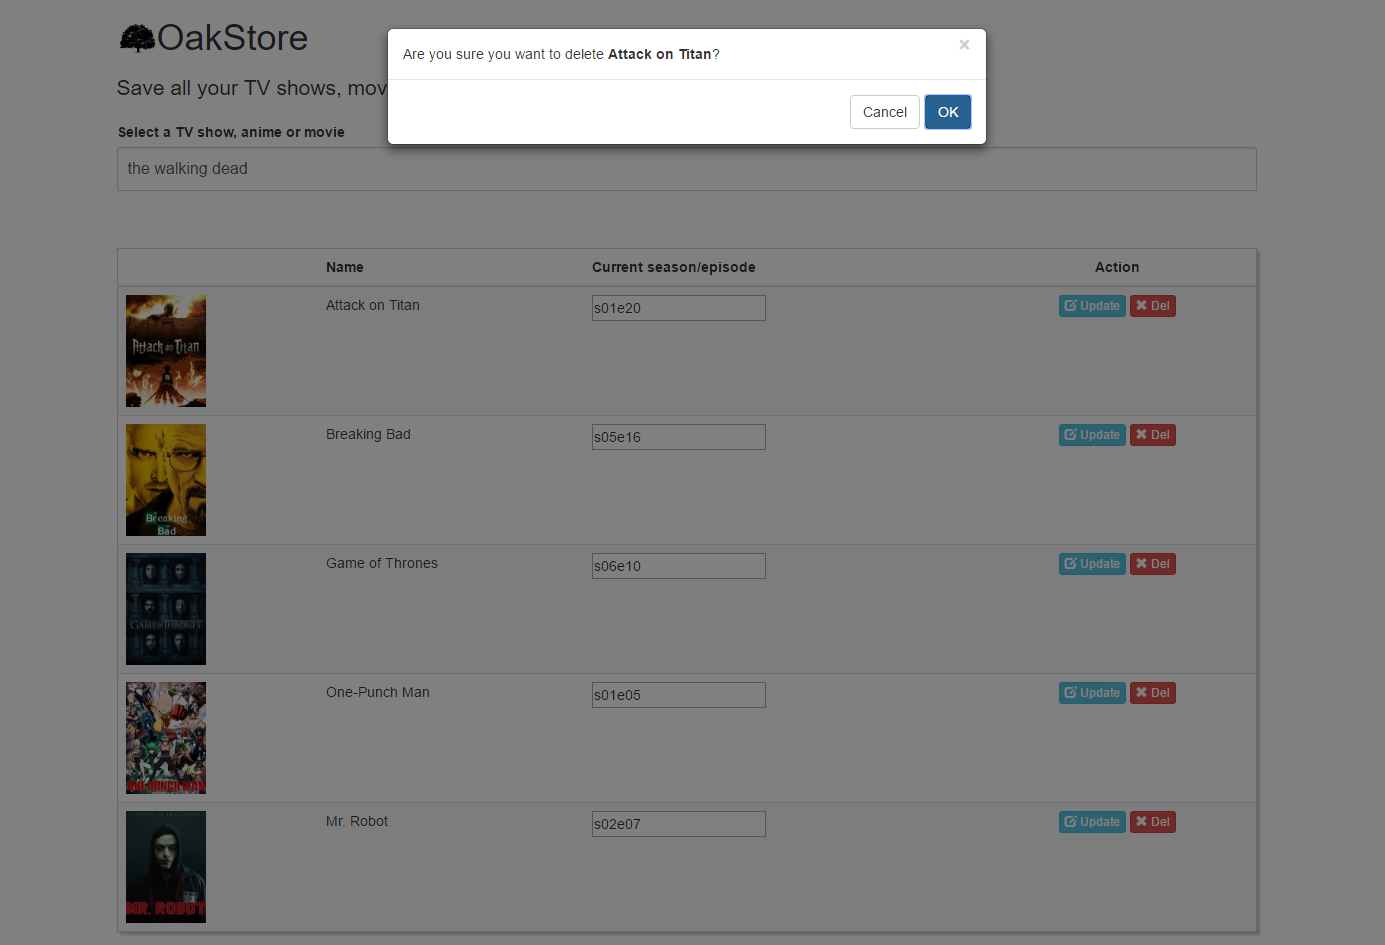 OakStore
Are you sure you want to delete Attack on Titan?
×
Cancel OK
Save all your TV shows, mov
Select a TV show, anime or movie
the walking dead
Name Current season/episode Action
Attack on Titan s01e20 Update Del
Attack on Titan
Breaking Bad s05e16 Update Del
Breaking
Bad
Game of Thrones s06e10 Update Del
GAME OF THRONES
One-Punch Man s01e05 Update Del
ONE PUNCH MAN
Mr. Robot s02e07 Update Del
MR. ROBOT